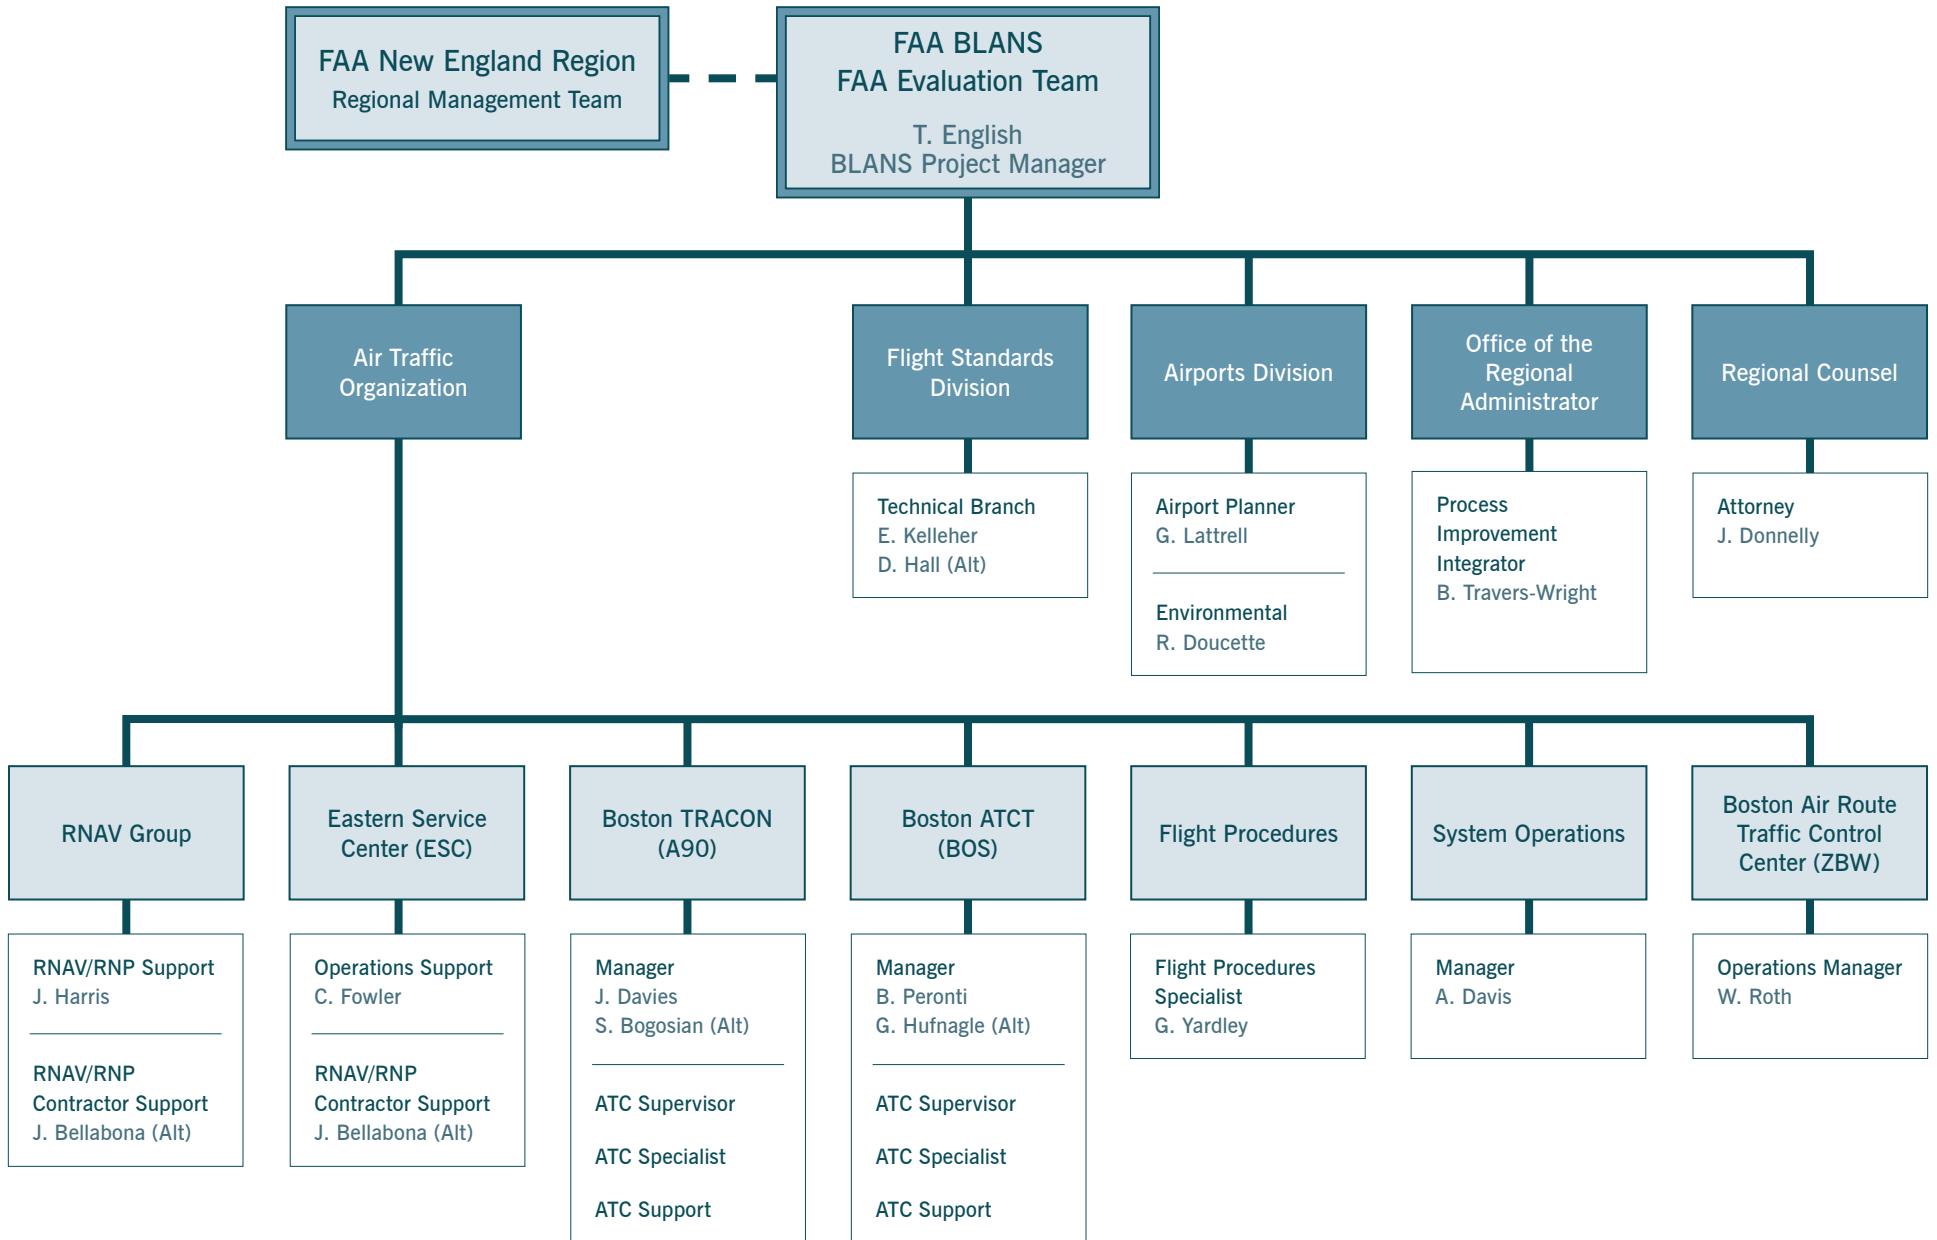 FAA New England Region
Regional Management Team
FAA BLANS
FAA Evaluation Team
T. English
BLANS Project Manager
Air Traffic
Organization
Flight Standards
Division
Airports Division
Office of the
Regional
Administrator
Regional Counsel
Technical Branch
E. Kelleher
D. Hall (Alt)
Airport Planner
G. Lattrell
Environmental
R. Doucette
Process
Improvement
Integrator
B. Travers-Wright
Attorney
J. Donnelly
RNAV Group
Eastern Service
Center (ESC)
Boston TRACON
(A90)
Boston ATCT
(BOS)
Flight Procedures
System Operations
Boston Air Route
Traffic Control
Center (ZBW)
RNAV/RNP Support
J. Harris
RNAV/RNP
Contractor Support
J. Bellabona (Alt)
Operations Support
C. Fowler
RNAV/RNP
Contractor Support
J. Bellabona (Alt)
Manager
J. Davies
S. Bogosian (Alt)
ATC Supervisor
ATC Specialist
ATC Support
Manager
B. Peronti
G. Hufnagle (Alt)
ATC Supervisor
ATC Specialist
ATC Support
Flight Procedures
Specialist
G. Yardley
Manager
A. Davis
Operations Manager
W. Roth